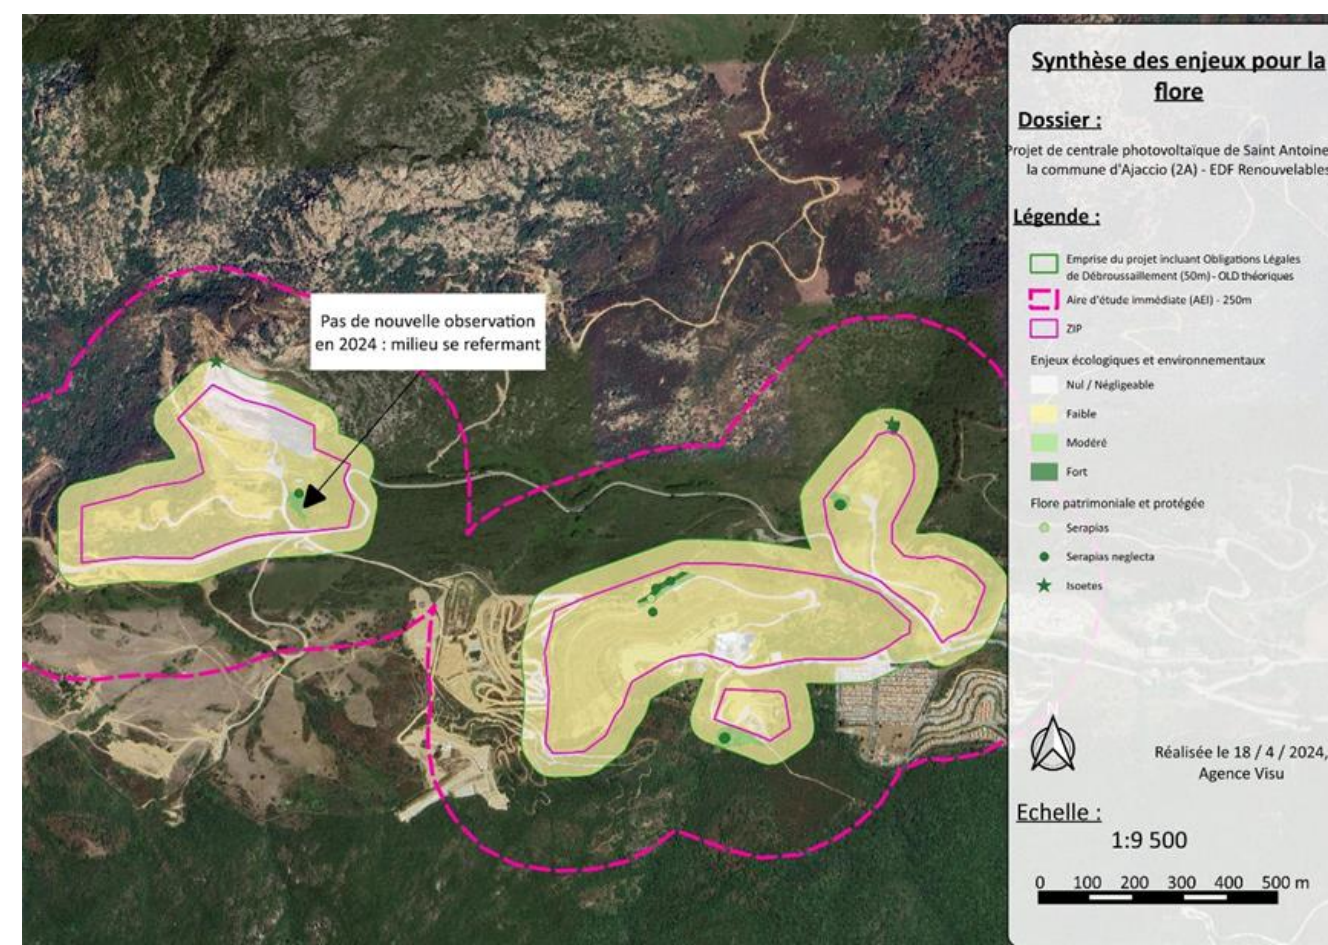 Pas de nouvelle observation
en 2024 : milieu se refermant
Synthèse des enjeux pour la
flore
Dossier :
Projet de centrale photovoltaïque de Saint Antoine
la commune d'Ajaccio (2A) - EDF Renouvelables
Légende :
Emprise du projet incluant Obligations Légales
de Débroussaillement (50m) - OLD théoriques
Aire d'étude immédiate (AEI) - 250m
ZIP
Enjeux écologiques et environnementaux
Nul / Négligeable
Faible
Modéré
Fort
Flore patrimoniale et protégée
Serapias
Serapias neglecta
Isoetes
N
Réalisée le 18 / 4 / 2024,
Agence Visu
Echelle :
1:9 500
0 100 200 300 400 500 m